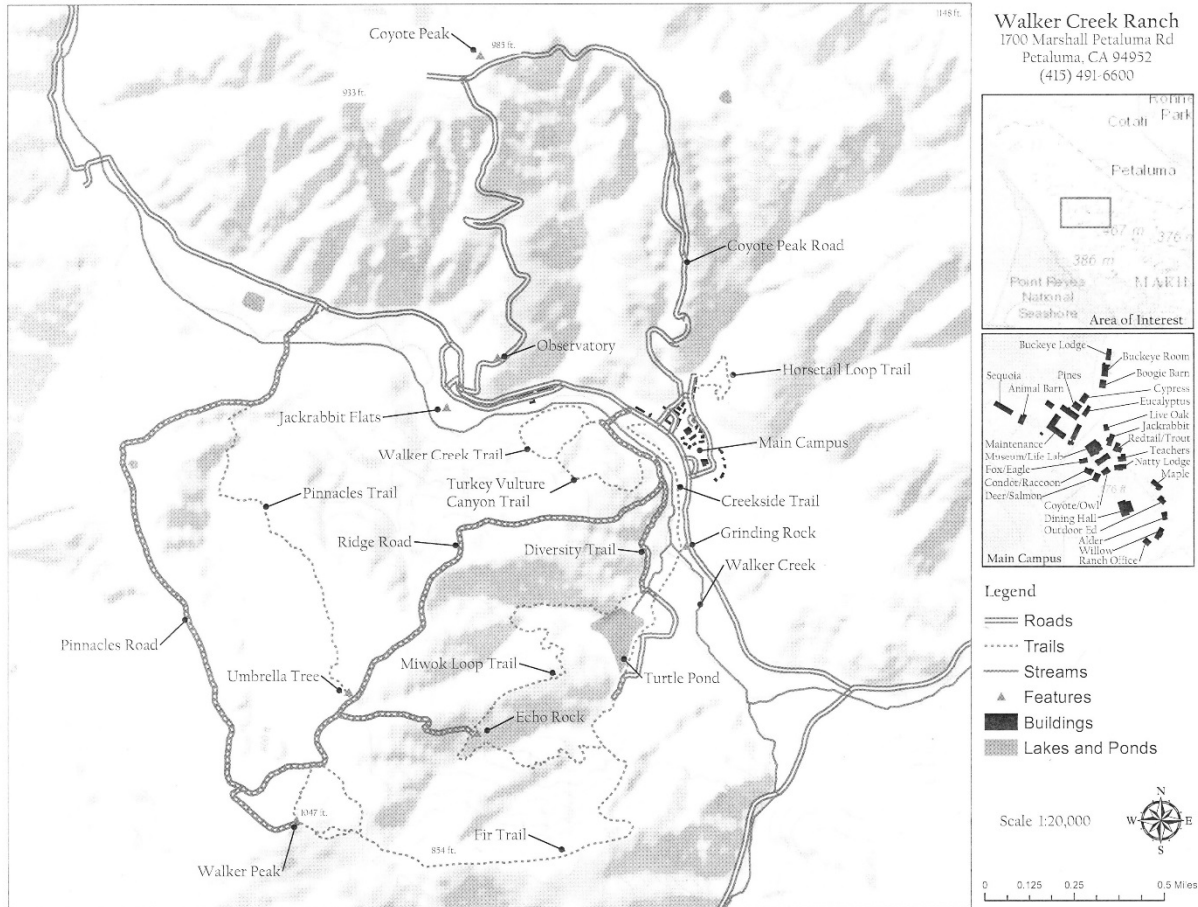 Coyote Peak
983 ft.
1148 ft.
933 ft.
Coyote Peak Road
Observatory
Horsetail Loop Trail
Jackrabbit Flats
Main Campus
Walker Creek Trail
Turkey Vulture
Canyon Trail
Pinnacles Trail
Creekside Trail
Ridge Road
Diversity Trail
Grinding Rock
Walker Creek
Pinnacles Road
Miwok Loop Trail
Turtle Pond
Umbrella Tree
Echo Rock
1047 ft.
854 ft.
Fir Trail
Walker Peak
Walker Creek Ranch
1700 Marshall Petaluma Rd
Petaluma, CA 94952
(415) 491-6600
Park
Cotati
Petaluma
467 m
376 m
386 m
Point Reyes
National
Seashore
Area of Interest
Buckeye Lodge
Buckeye Room
Boogie Barn
Sequoia
Pines
Animal Barn
Cypress
Eucalyptus
Live Oak
Jackrabbit
Redtail/Trout
Maintenance
Teachers
Museum/Life Lab
Natty Lodge
Fox/Eagle
Maple
Condor/Raccoon
Deer/Salmon
Coyote/Owl
Dining Hall
Outdoor Ed
Alder
Willow
Ranch Office
Main Campus
Legend
Roads
Trails
Streams
Features
Buildings
Lakes and Ponds
Scale 1:20,000
N
W
E
S
0 0.125 0.25 0.5 Miles